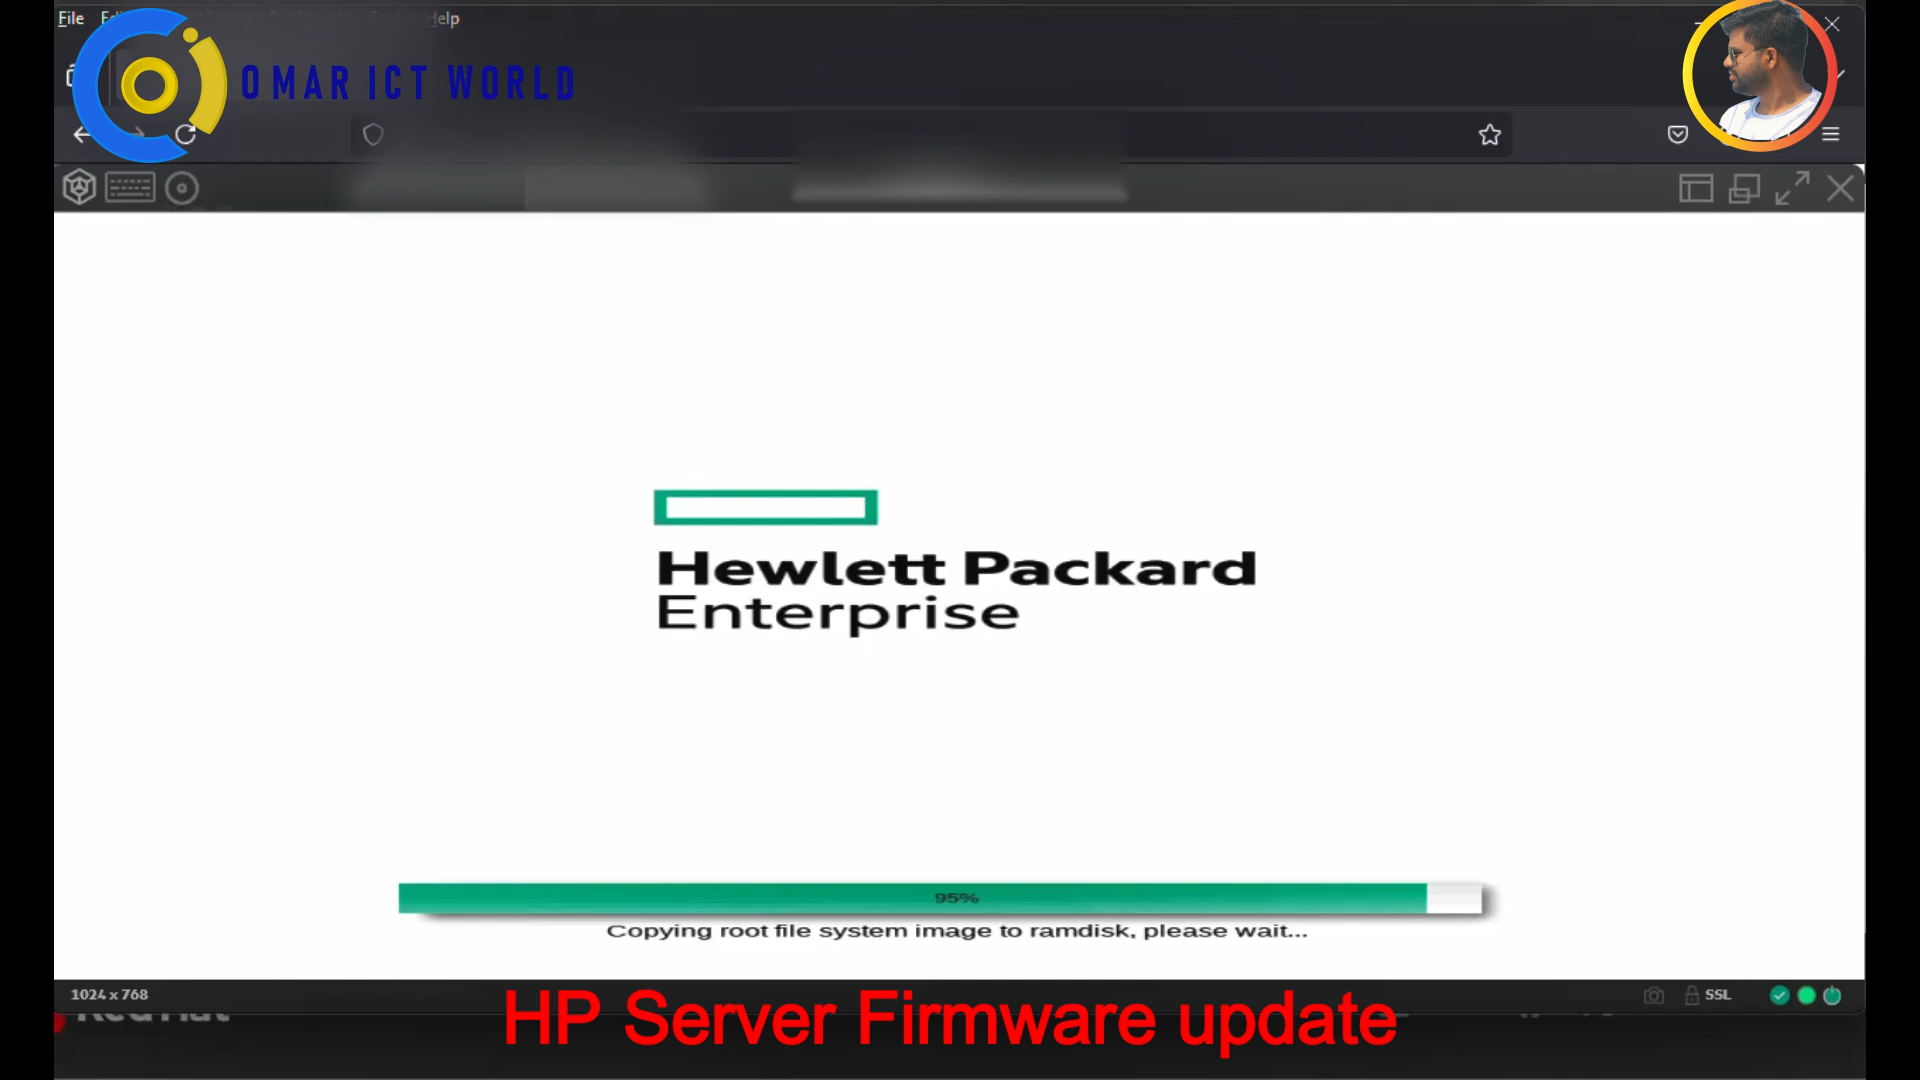 File
Help
OMAR ICT WORLD
Hewlett Packard
Enterprise
95%
Copying root file system image to ramdisk, please wait...
1024 x 768
SSL
HP Server Firmware update